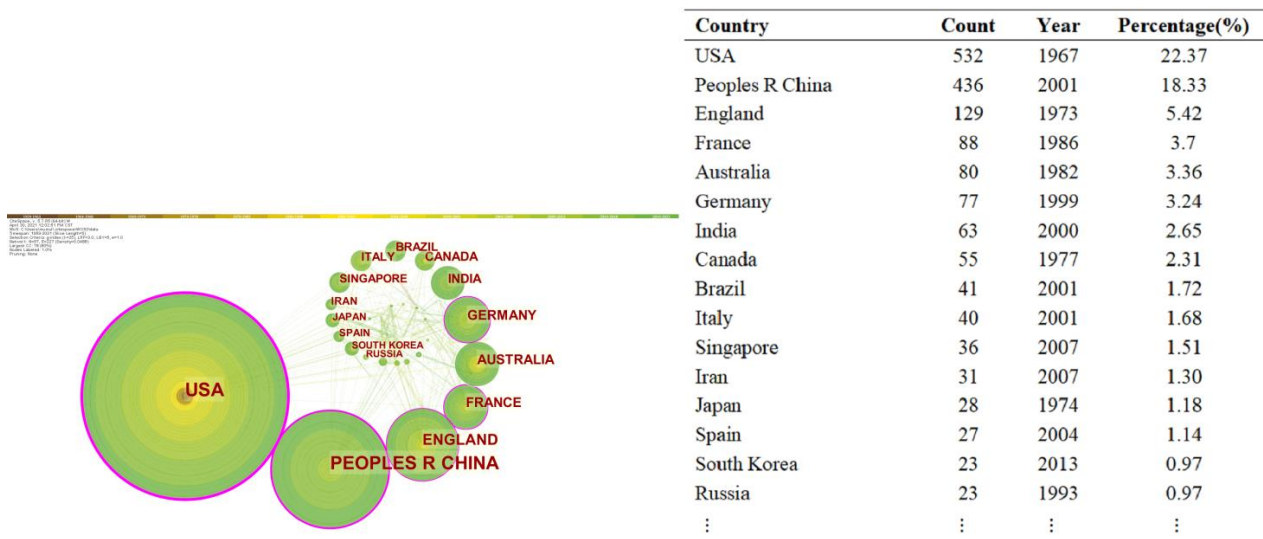 BRAZIL
ITALY
CANADA
SINGAPORE
INDIA
IRAN
GERMANY
JAPAN
SPAIN
SOUTH KOREA
RUSSIA
AUSTRALIA
USA
FRANCE
ENGLAND
PEOPLES R CHINA
Country Count Year Percentage(%)
USA 532 1967 22.37
Peoples R China 436 2001 18.33
England 129 1973 5.42
France 88 1986 3.7
Australia 80 1982 3.36
Germany 77 1999 3.24
India 63 2000 2.65
Canada 55 1977 2.31
Brazil 41 2001 1.72
Italy 40 2001 1.68
Singapore 36 2007 1.51
Iran 31 2007 1.30
Japan 28 1974 1.18
Spain 27 2004 1.14
South Korea 23 2013 0.97
Russia 23 1993 0.97
⋮ ⋮ ⋮ ⋮